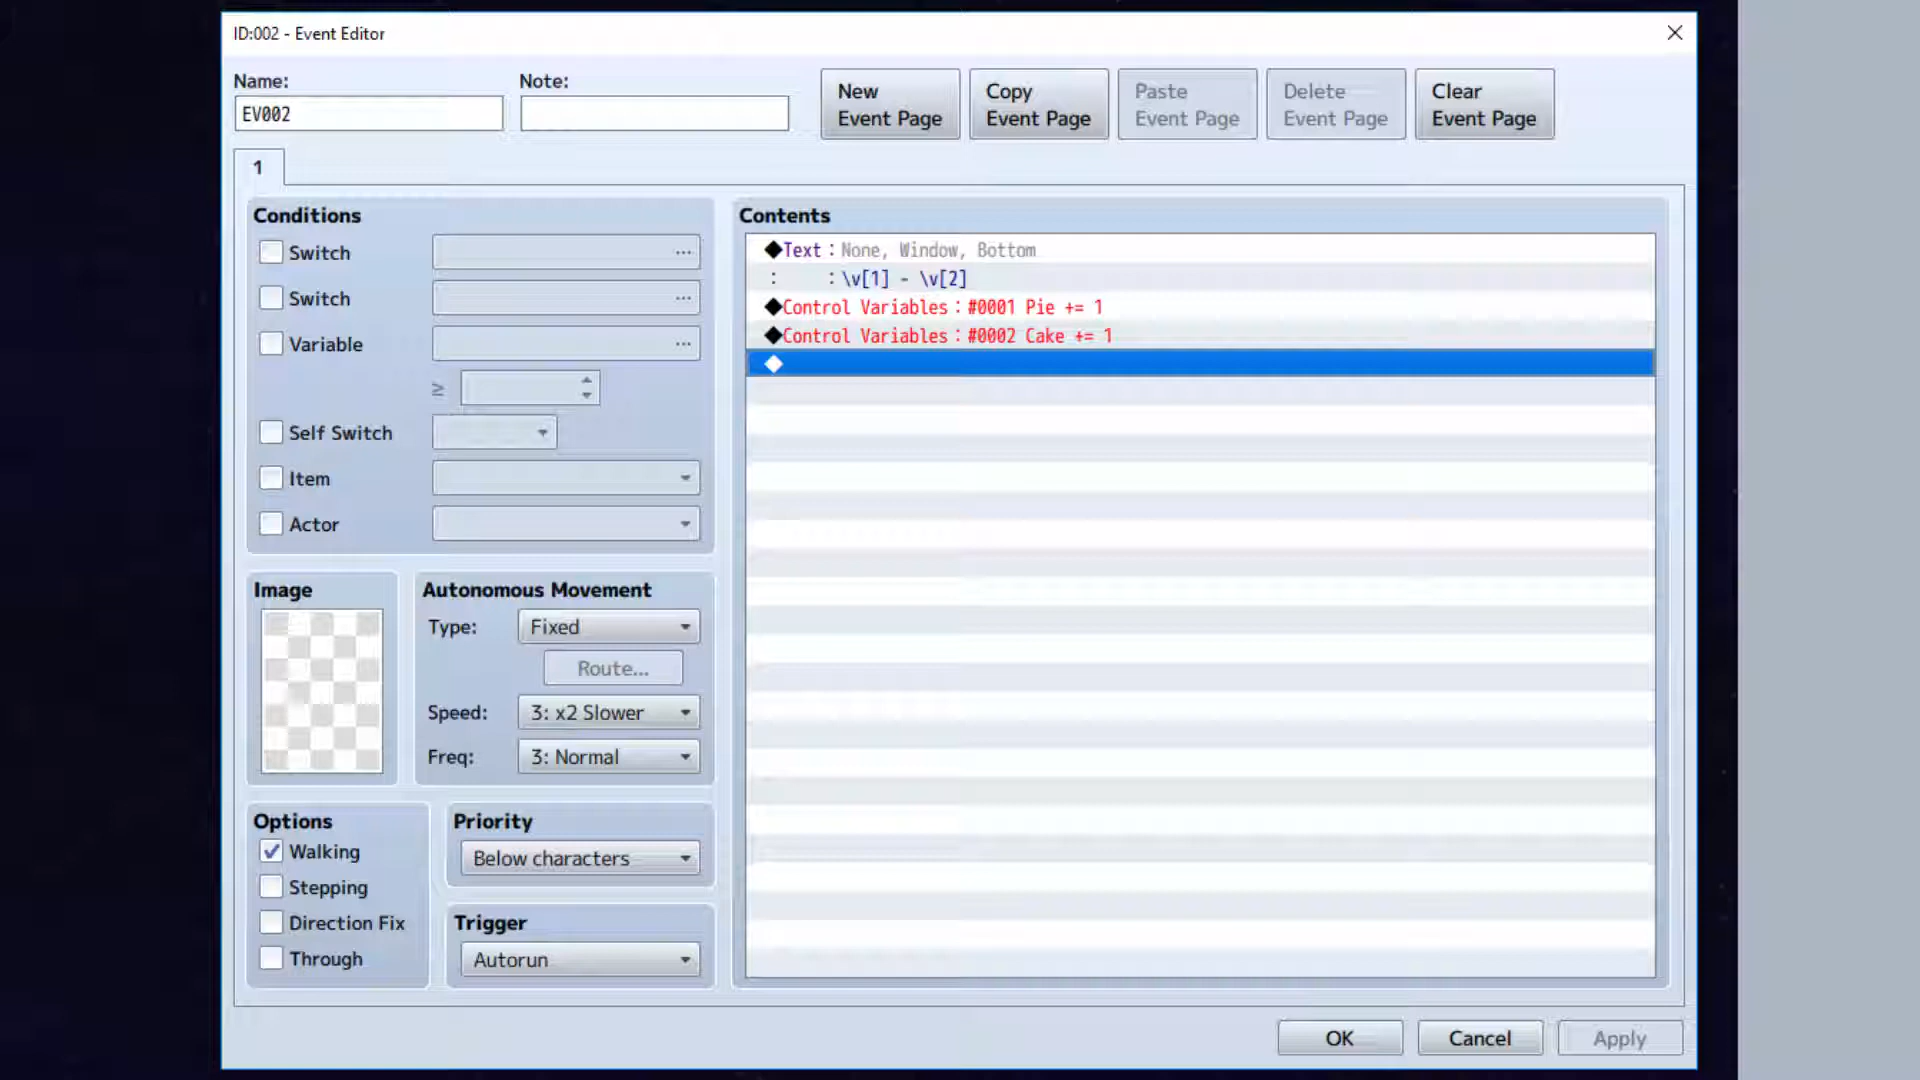 ID:002 - Event Editor
Name:
Note:
EV002
New Event Page
Copy Event Page
Paste Event Page
Delete Event Page
Clear Event Page
1
Conditions
Switch
...
Switch
...
Variable
...
≥
Self Switch
Item
Actor
Image
Autonomous Movement
Type:
Fixed
Route...
Speed:
3: x2 Slower
Freq:
3: Normal
Options
Walking
Stepping
Direction Fix
Through
Priority
Below characters
Trigger
Autorun
Contents
◆Text：None, Window, Bottom
：    ：\v[1] - \v[2]
◆Control Variables：#0001 Pie += 1
◆Control Variables：#0002 Cake += 1
◆
OK
Cancel
Apply